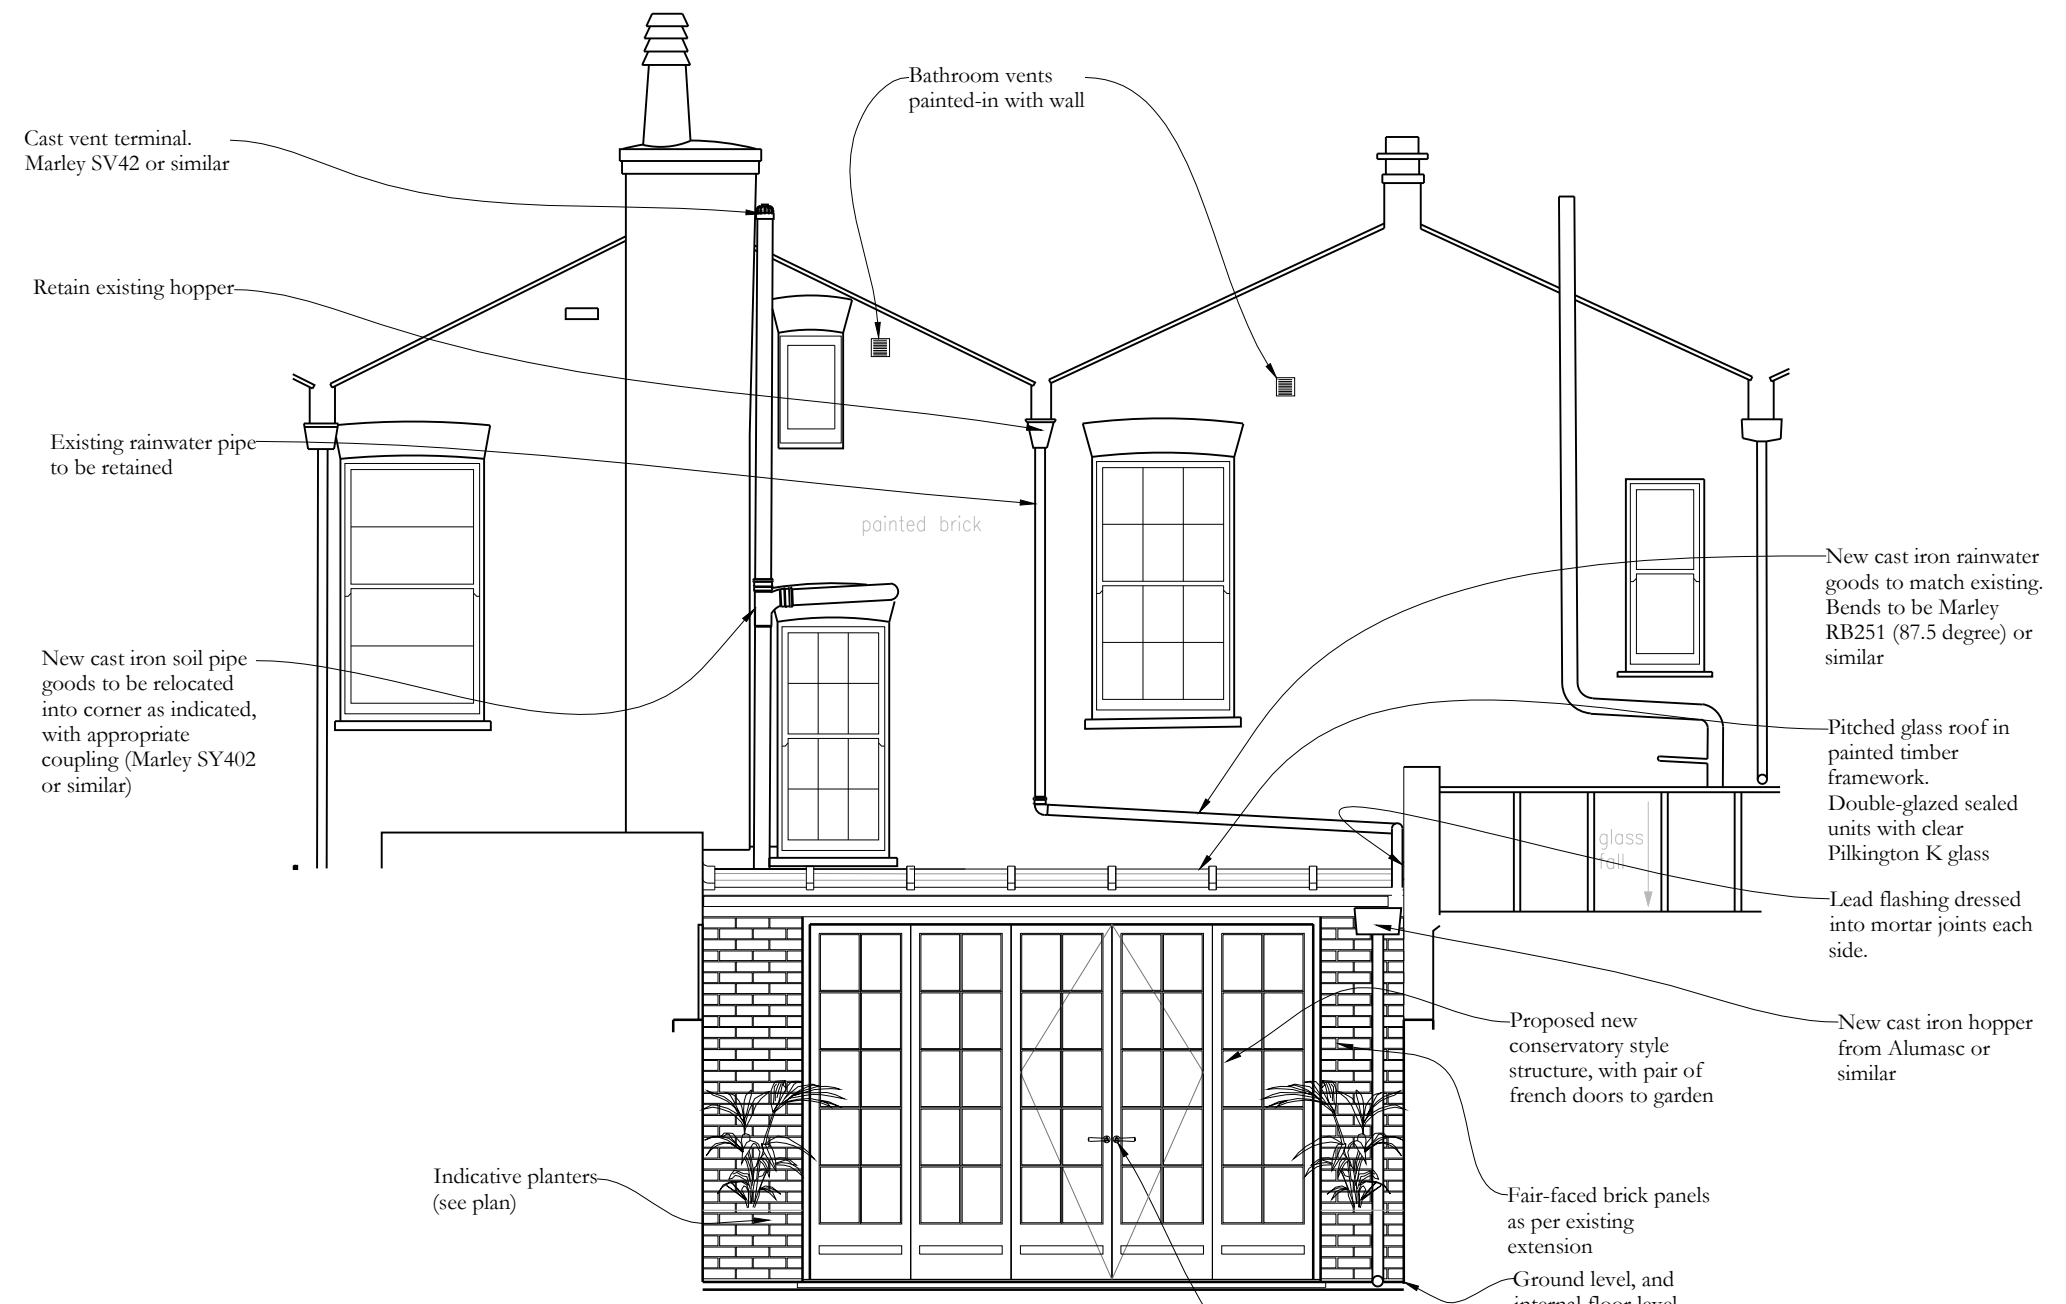 Bathroom vents
painted-in with wall
Cast vent terminal.
Marley SV42 or similar
Retain existing hopper
Existing rainwater pipe
to be retained
painted brick
New cast iron rainwater
goods to match existing.
Bends to be Marley
RB251 (87.5 degree) or
similar
New cast iron soil pipe
goods to be relocated
into corner as indicated,
with appropriate
coupling (Marley SY402
or similar)
Pitched glass roof in
painted timber
framework.
Double-glazed sealed
units with clear
Pilkington K glass
glass
fall
Lead flashing dressed
into mortar joints each
side.
New cast iron hopper
from Alumasc or
similar
Proposed new
conservatory style
structure, with pair of
french doors to garden
Indicative planters
(see plan)
Fair-faced brick panels
as per existing
extension
Ground level, and
internal floor level